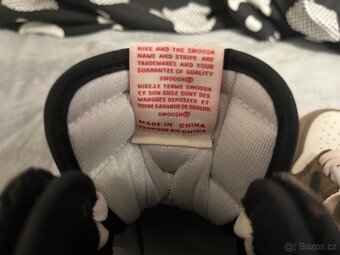 NIKE AND THE SWOOSH
NAME AND STRIPE ARE
TRADEMARKS AND YOUR
GUARANTEE OF QUALITY
SWOOSH®
NIKE,LE TERME SWOOSH
ET SON SIGLE SONT DES
MARQUES DEPOSEES ET
VOTRE GARANTIE DE QUALITE.
SWOOSH®
MADE IN CHINA
FABRIQUE EN CHINE
Bazos.cz